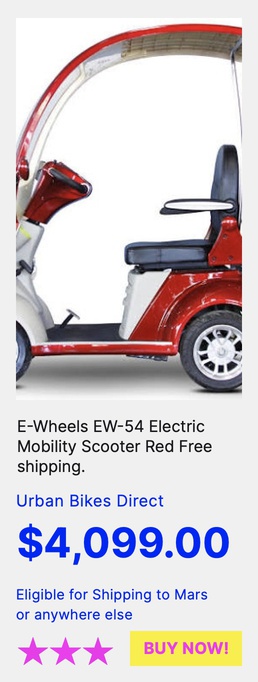 E-Wheels EW-54 Electric
Mobility Scooter Red Free
shipping.
Urban Bikes Direct
$4,099.00
Eligible for Shipping to Mars
or anywhere else
BUY NOW!